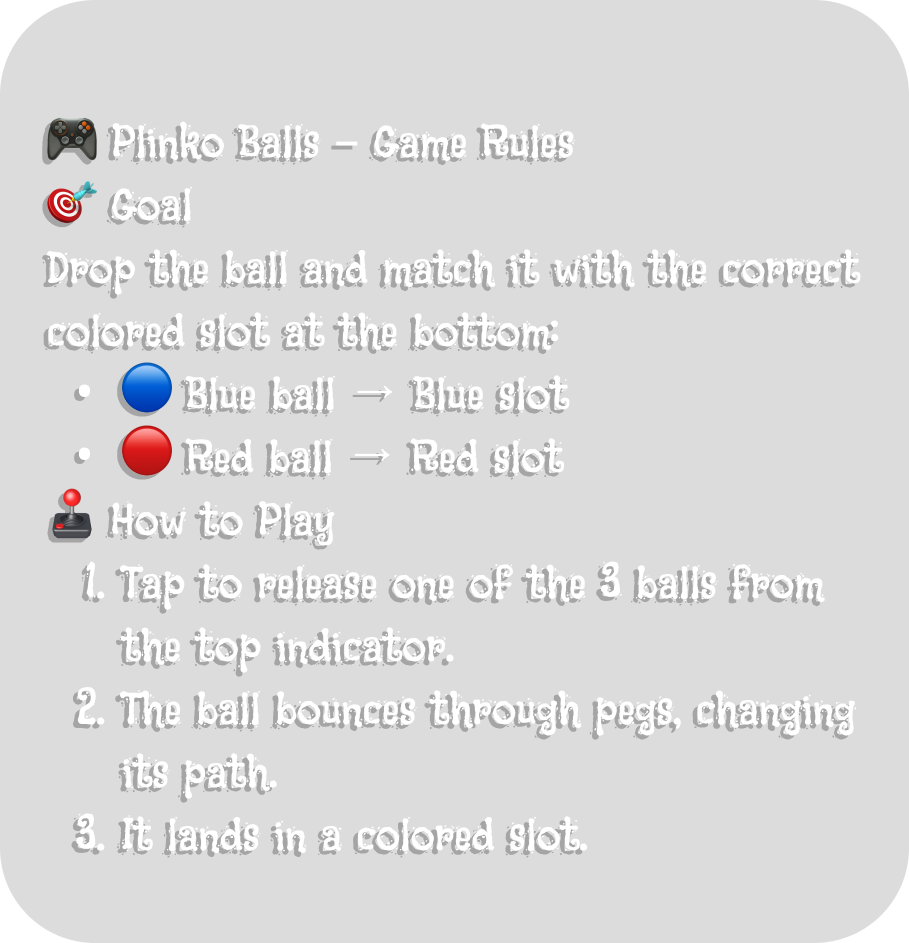 🎮 Plinko Balls – Game Rules
🎯 Goal
Drop the ball and match it with the correct
colored slot at the bottom:
• 🔵 Blue ball → Blue slot
• 🔴 Red ball → Red slot
🕹️ How to Play
1. Tap to release one of the 3 balls from
the top indicator.
2. The ball bounces through pegs, changing
its path.
3. It lands in a colored slot.